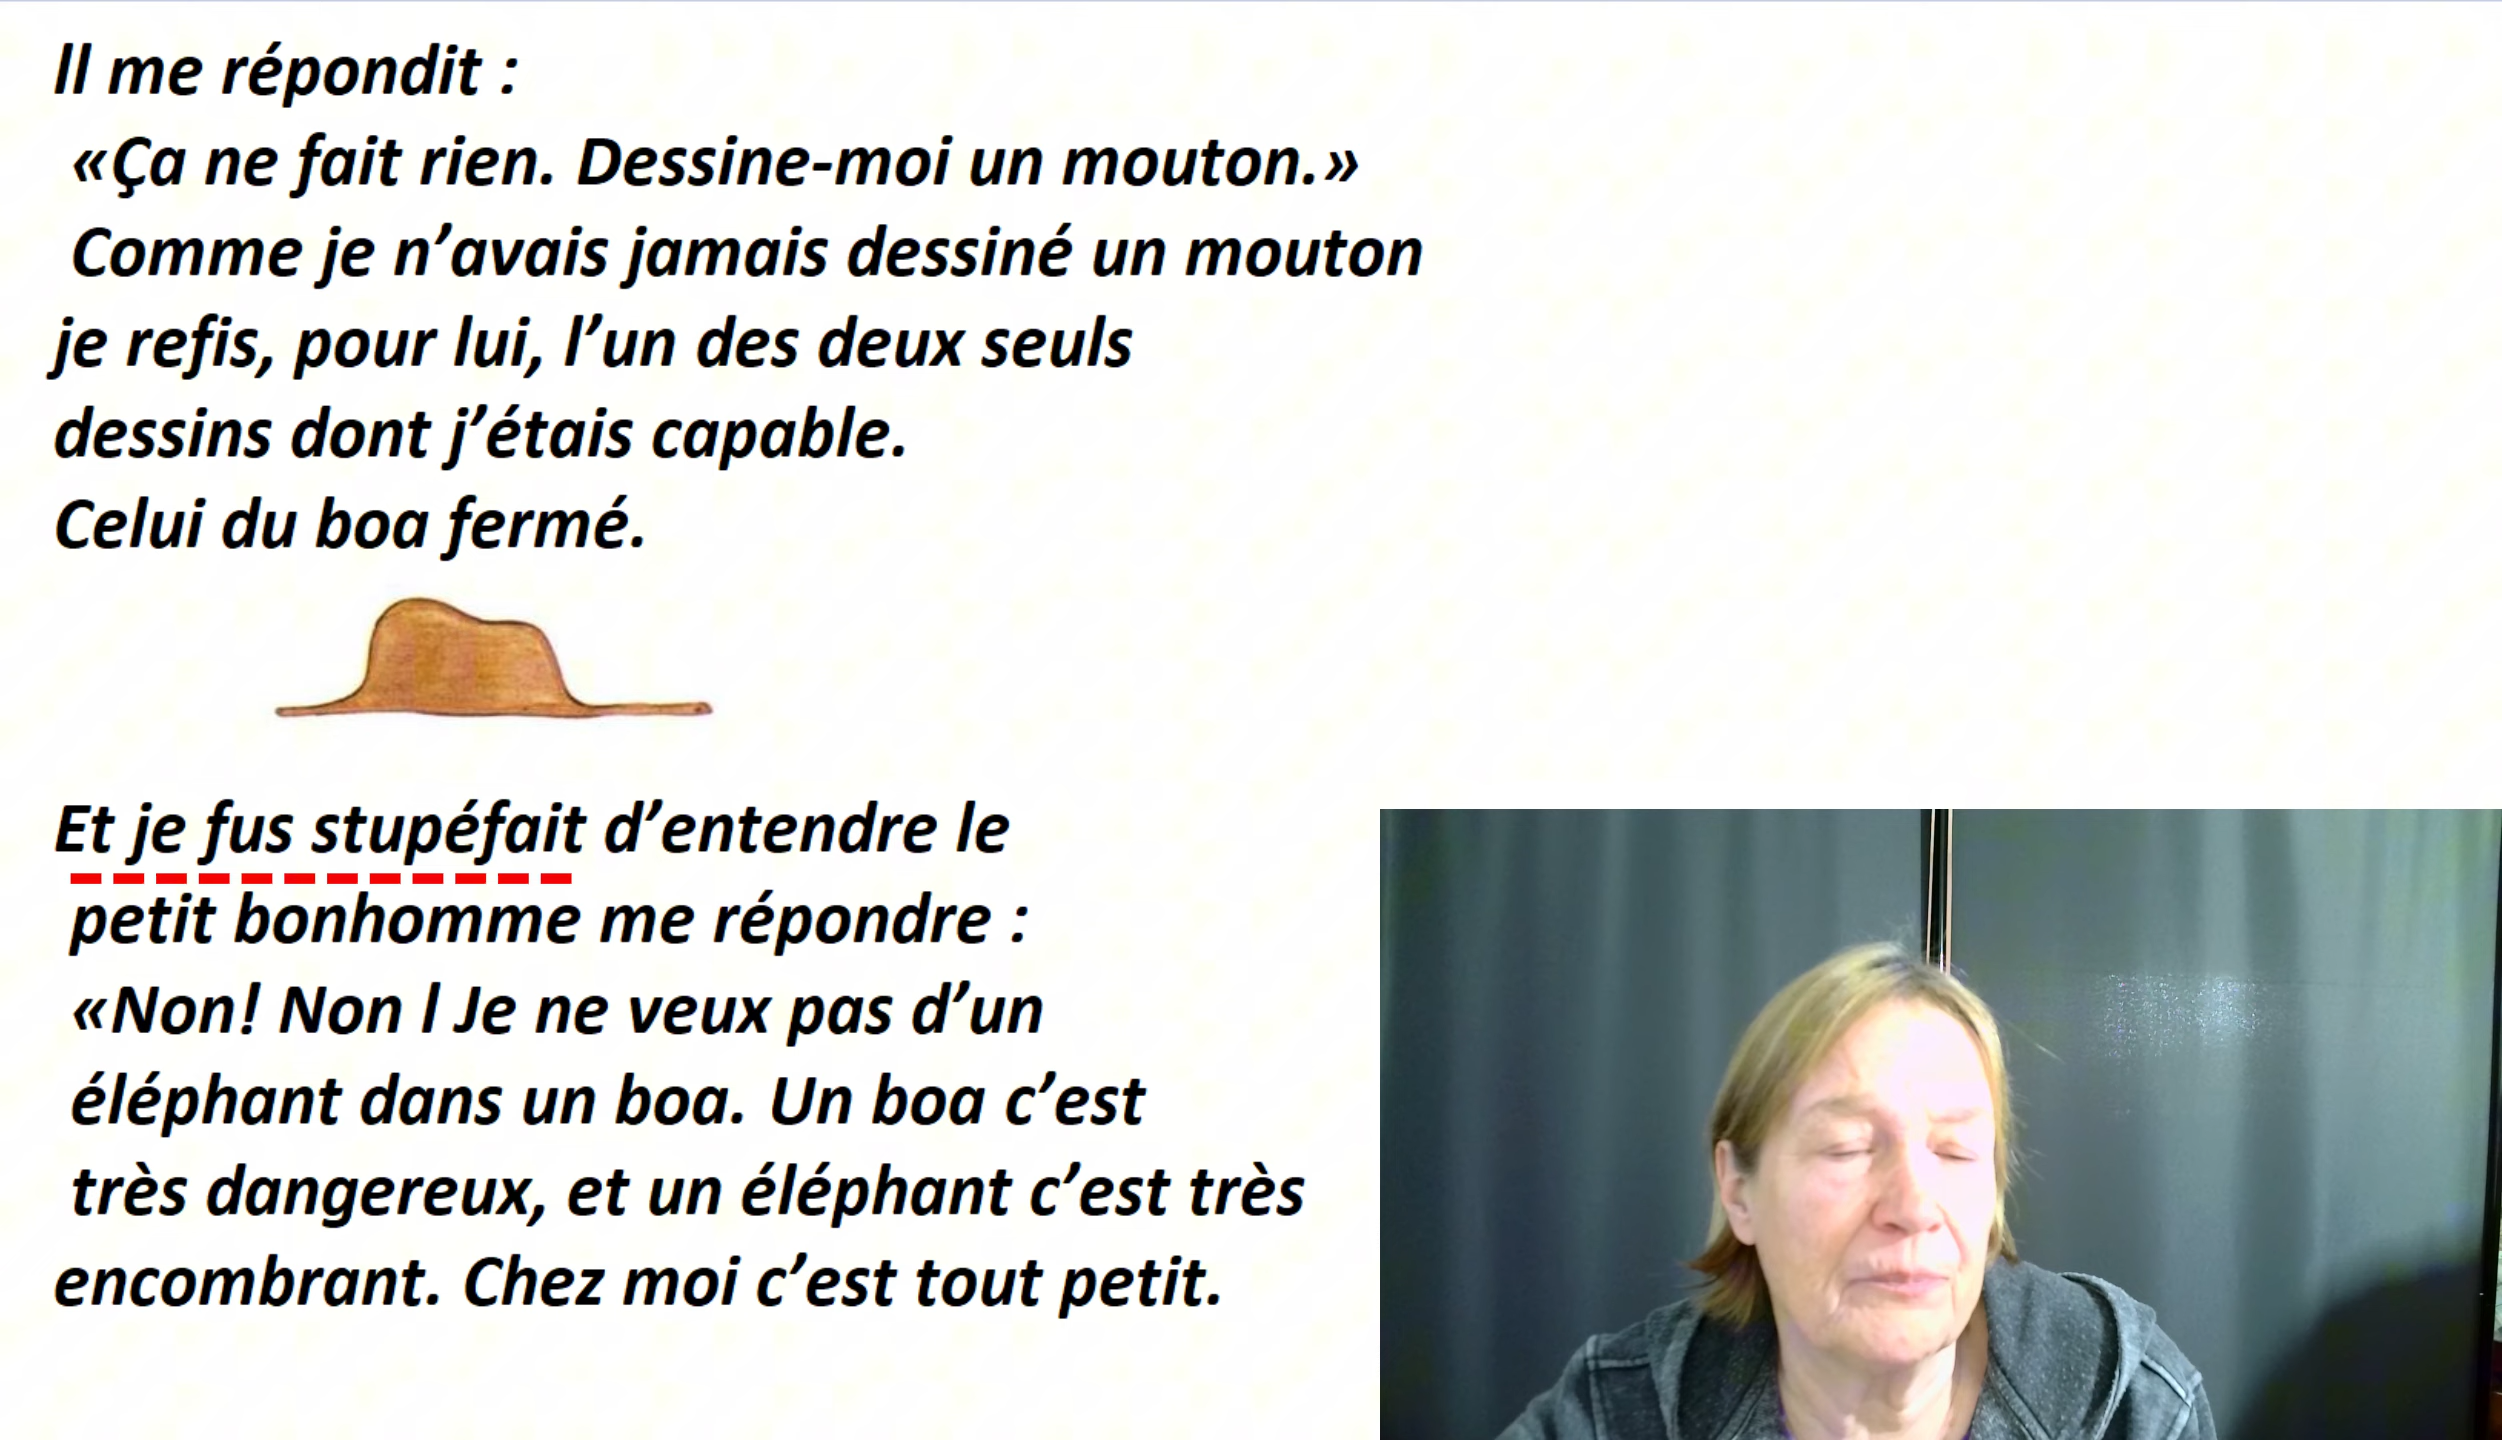 Il me répondit :
«Ça ne fait rien. Dessine-moi un mouton.»
Comme je n’avais jamais dessiné un mouton
je refis, pour lui, l’un des deux seuls
dessins dont j’étais capable.
Celui du boa fermé.
Et je fus stupéfait d’entendre le
petit bonhomme me répondre :
«Non! Non l Je ne veux pas d’un
éléphant dans un boa. Un boa c’est
très dangereux, et un éléphant c’est très
encombrant. Chez moi c’est tout petit.